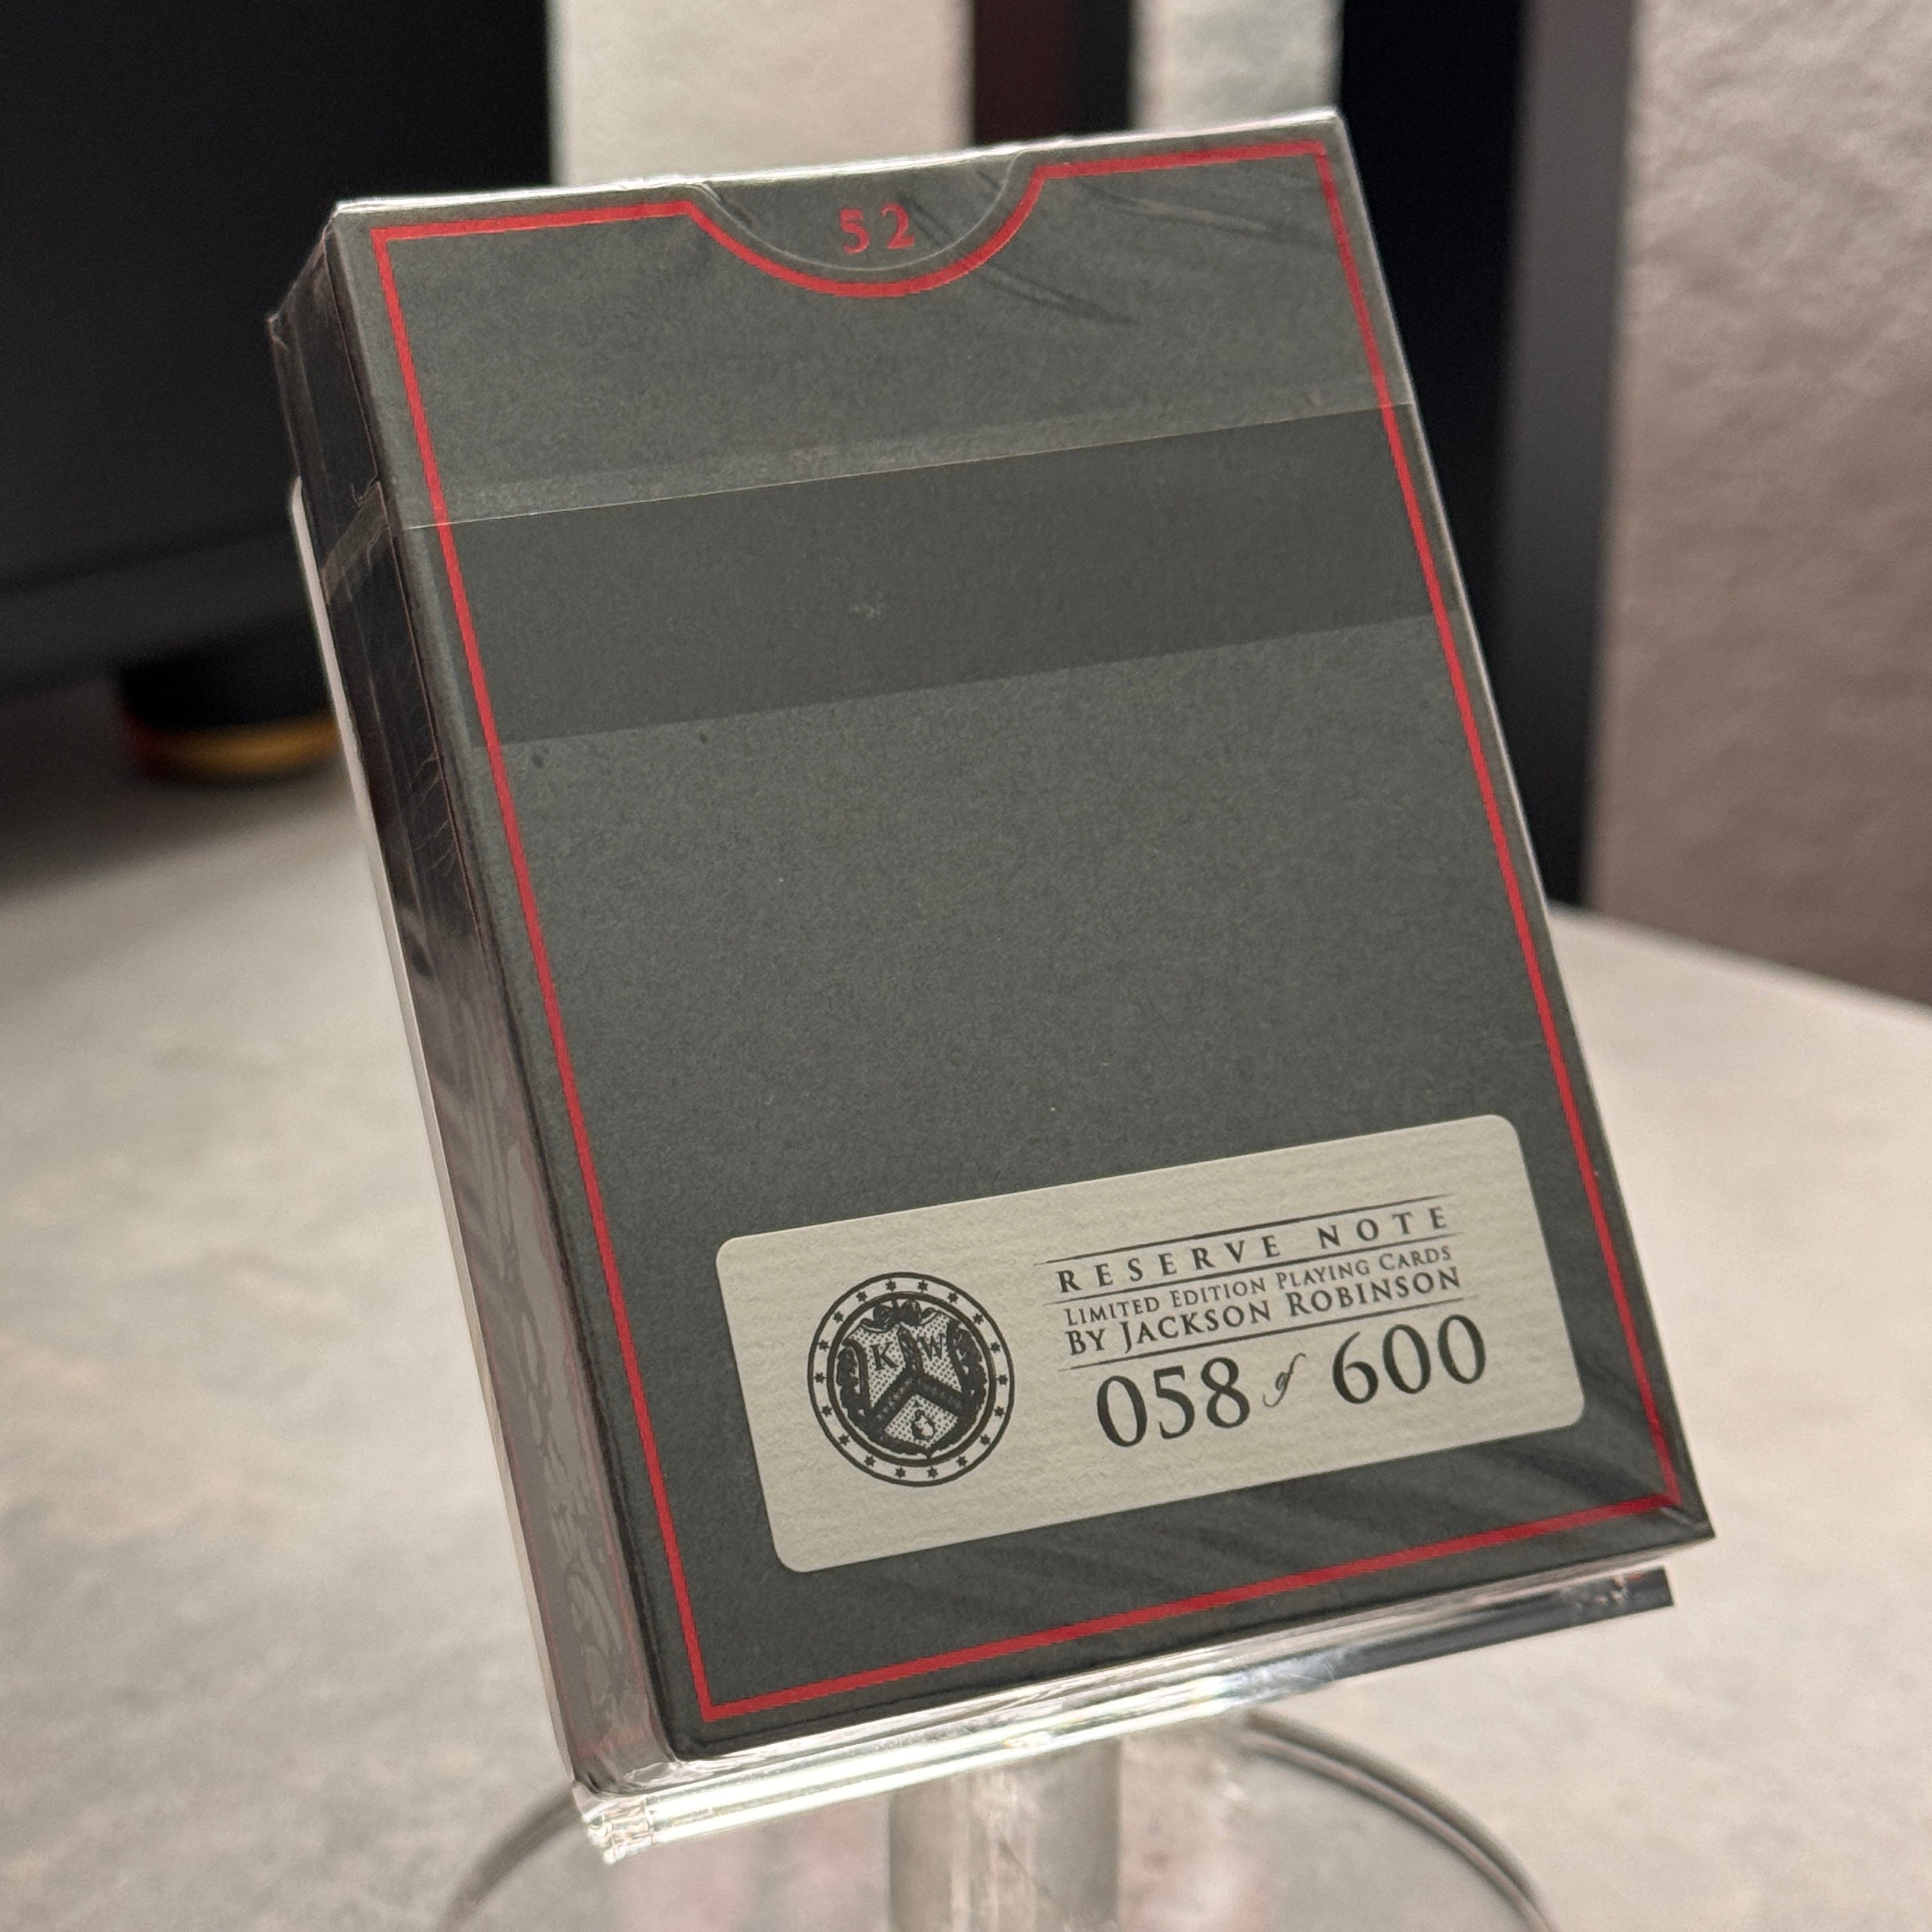 52
RESERVE NOTE
LIMITED EDITION PLAYING CARDS
BY JACKSON ROBINSON
058 of 600
K W